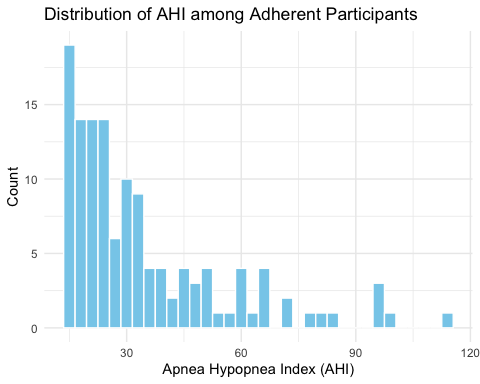 Distribution of AHI among Adherent Participants
Count
15
10
5
0
30
60
90
120
Apnea Hypopnea Index (AHI)